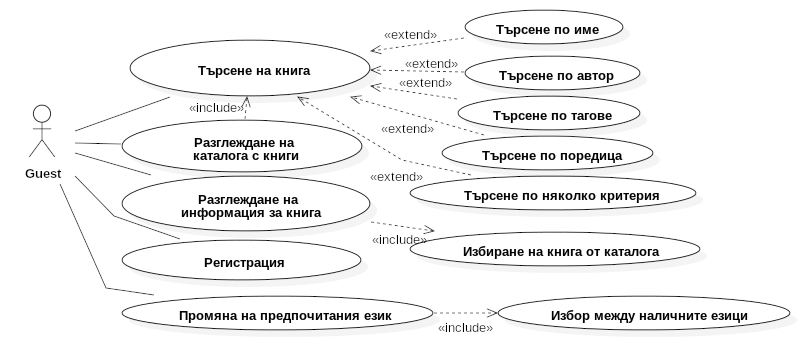 «extend»
Търсене по име
Търсене на книга
«extend»
Търсене по автор
«extend»
«include»
Търсене по тагове
Разглеждане на
каталога с книги
«extend»
Търсене по поредица
Guest
«extend»
Търсене по няколко критерия
Разглеждане на
информация за книга
«include»
Избиране на книга от каталога
Регистрация
Промяна на предпочитания език
«include»
Избор между наличните езици